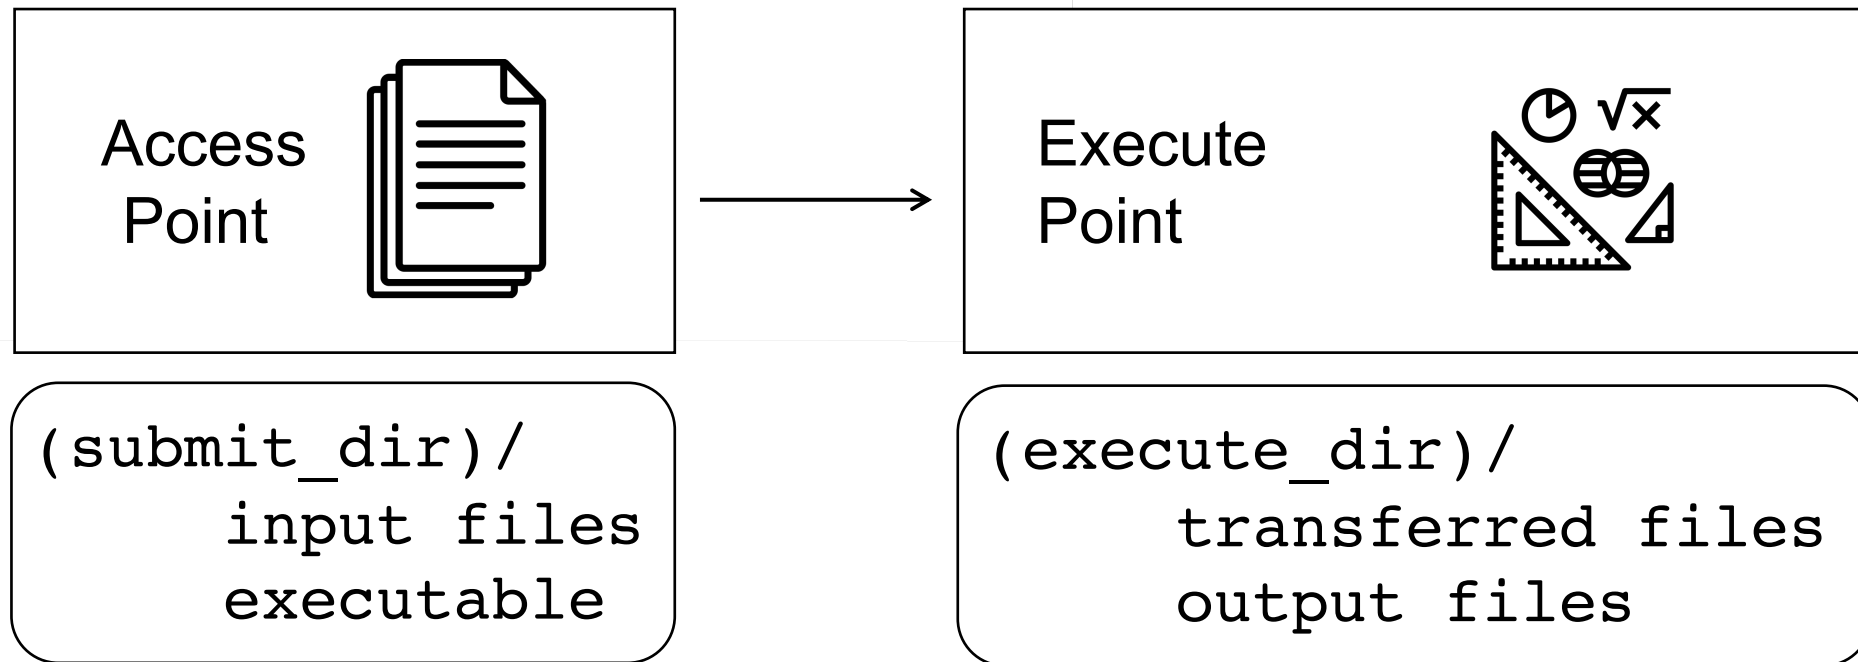 Access
Point
Execute
Point
√x
(submit_dir)/
input files
executable
(execute_dir)/
transferred files
output files